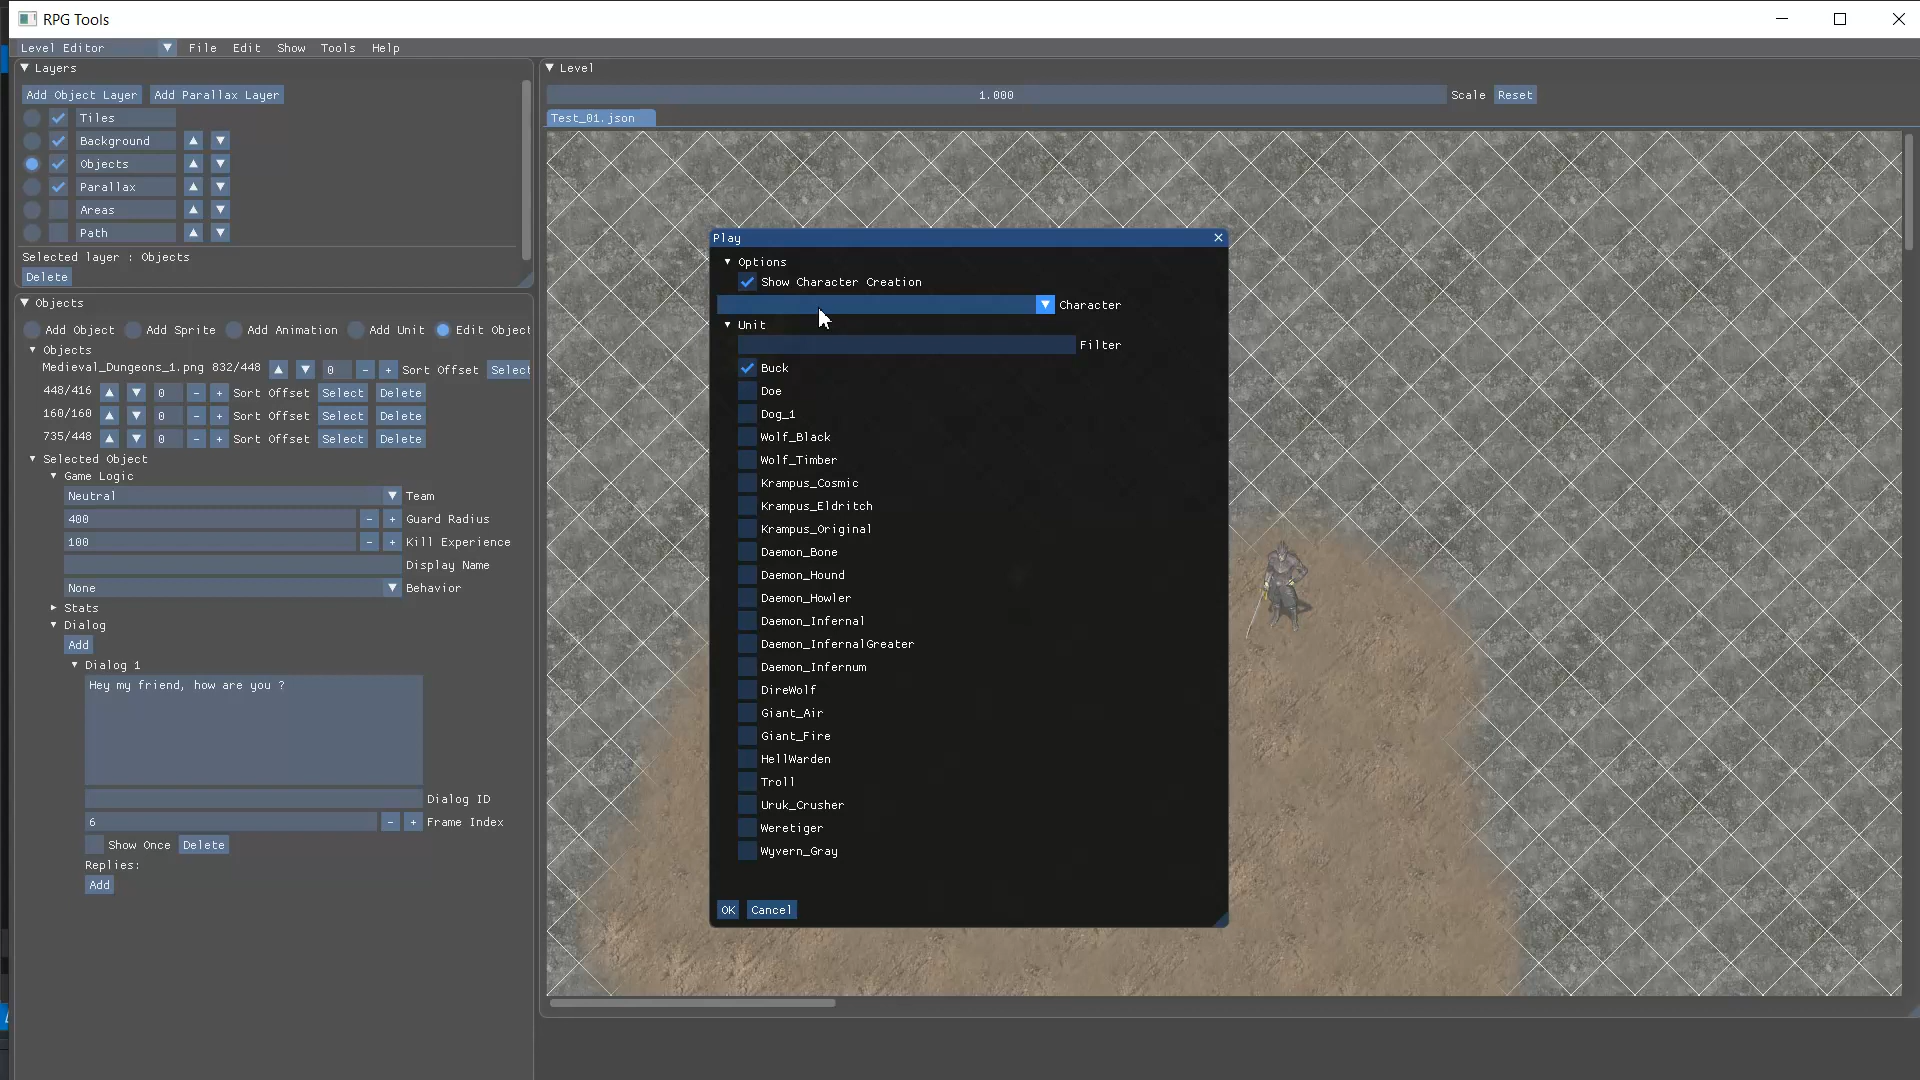 RPG Tools
Level Editor File Edit Show Tools Help
Layers
Add Object Layer Add Parallax Layer
Tiles
Background
Objects
Parallax
Areas
Path
Selected layer : Objects
Delete
Objects
Add Object Add Sprite Add Animation Add Unit Edit Object
Objects
Medieval_Dungeons_1.png 832/448 0 - + Sort Offset Select
448/416 0 - + Sort Offset Select Delete
160/160 0 - + Sort Offset Select Delete
735/448 0 - + Sort Offset Select Delete
Selected Object
Game Logic
Neutral Team
400 - + Guard Radius
100 - + Kill Experience
Display Name
None Behavior
Stats
Dialog
Add
Dialog 1
Hey my friend, how are you ?
Dialog ID
6 - + Frame Index
Show Once Delete
Replies:
Add
Level
1.000 Scale Reset
Test_01.json
Play
Options
Show Character Creation
Character
Unit
Filter
Buck
Doe
Dog_1
Wolf_Black
Wolf_Timber
Krampus_Cosmic
Krampus_Eldritch
Krampus_Original
Daemon_Bone
Daemon_Hound
Daemon_Howler
Daemon_Infernal
Daemon_InfernalGreater
Daemon_Infernum
DireWolf
Giant_Air
Giant_Fire
HellWarden
Troll
Uruk_Crusher
Weretiger
Wyvern_Gray
OK Cancel